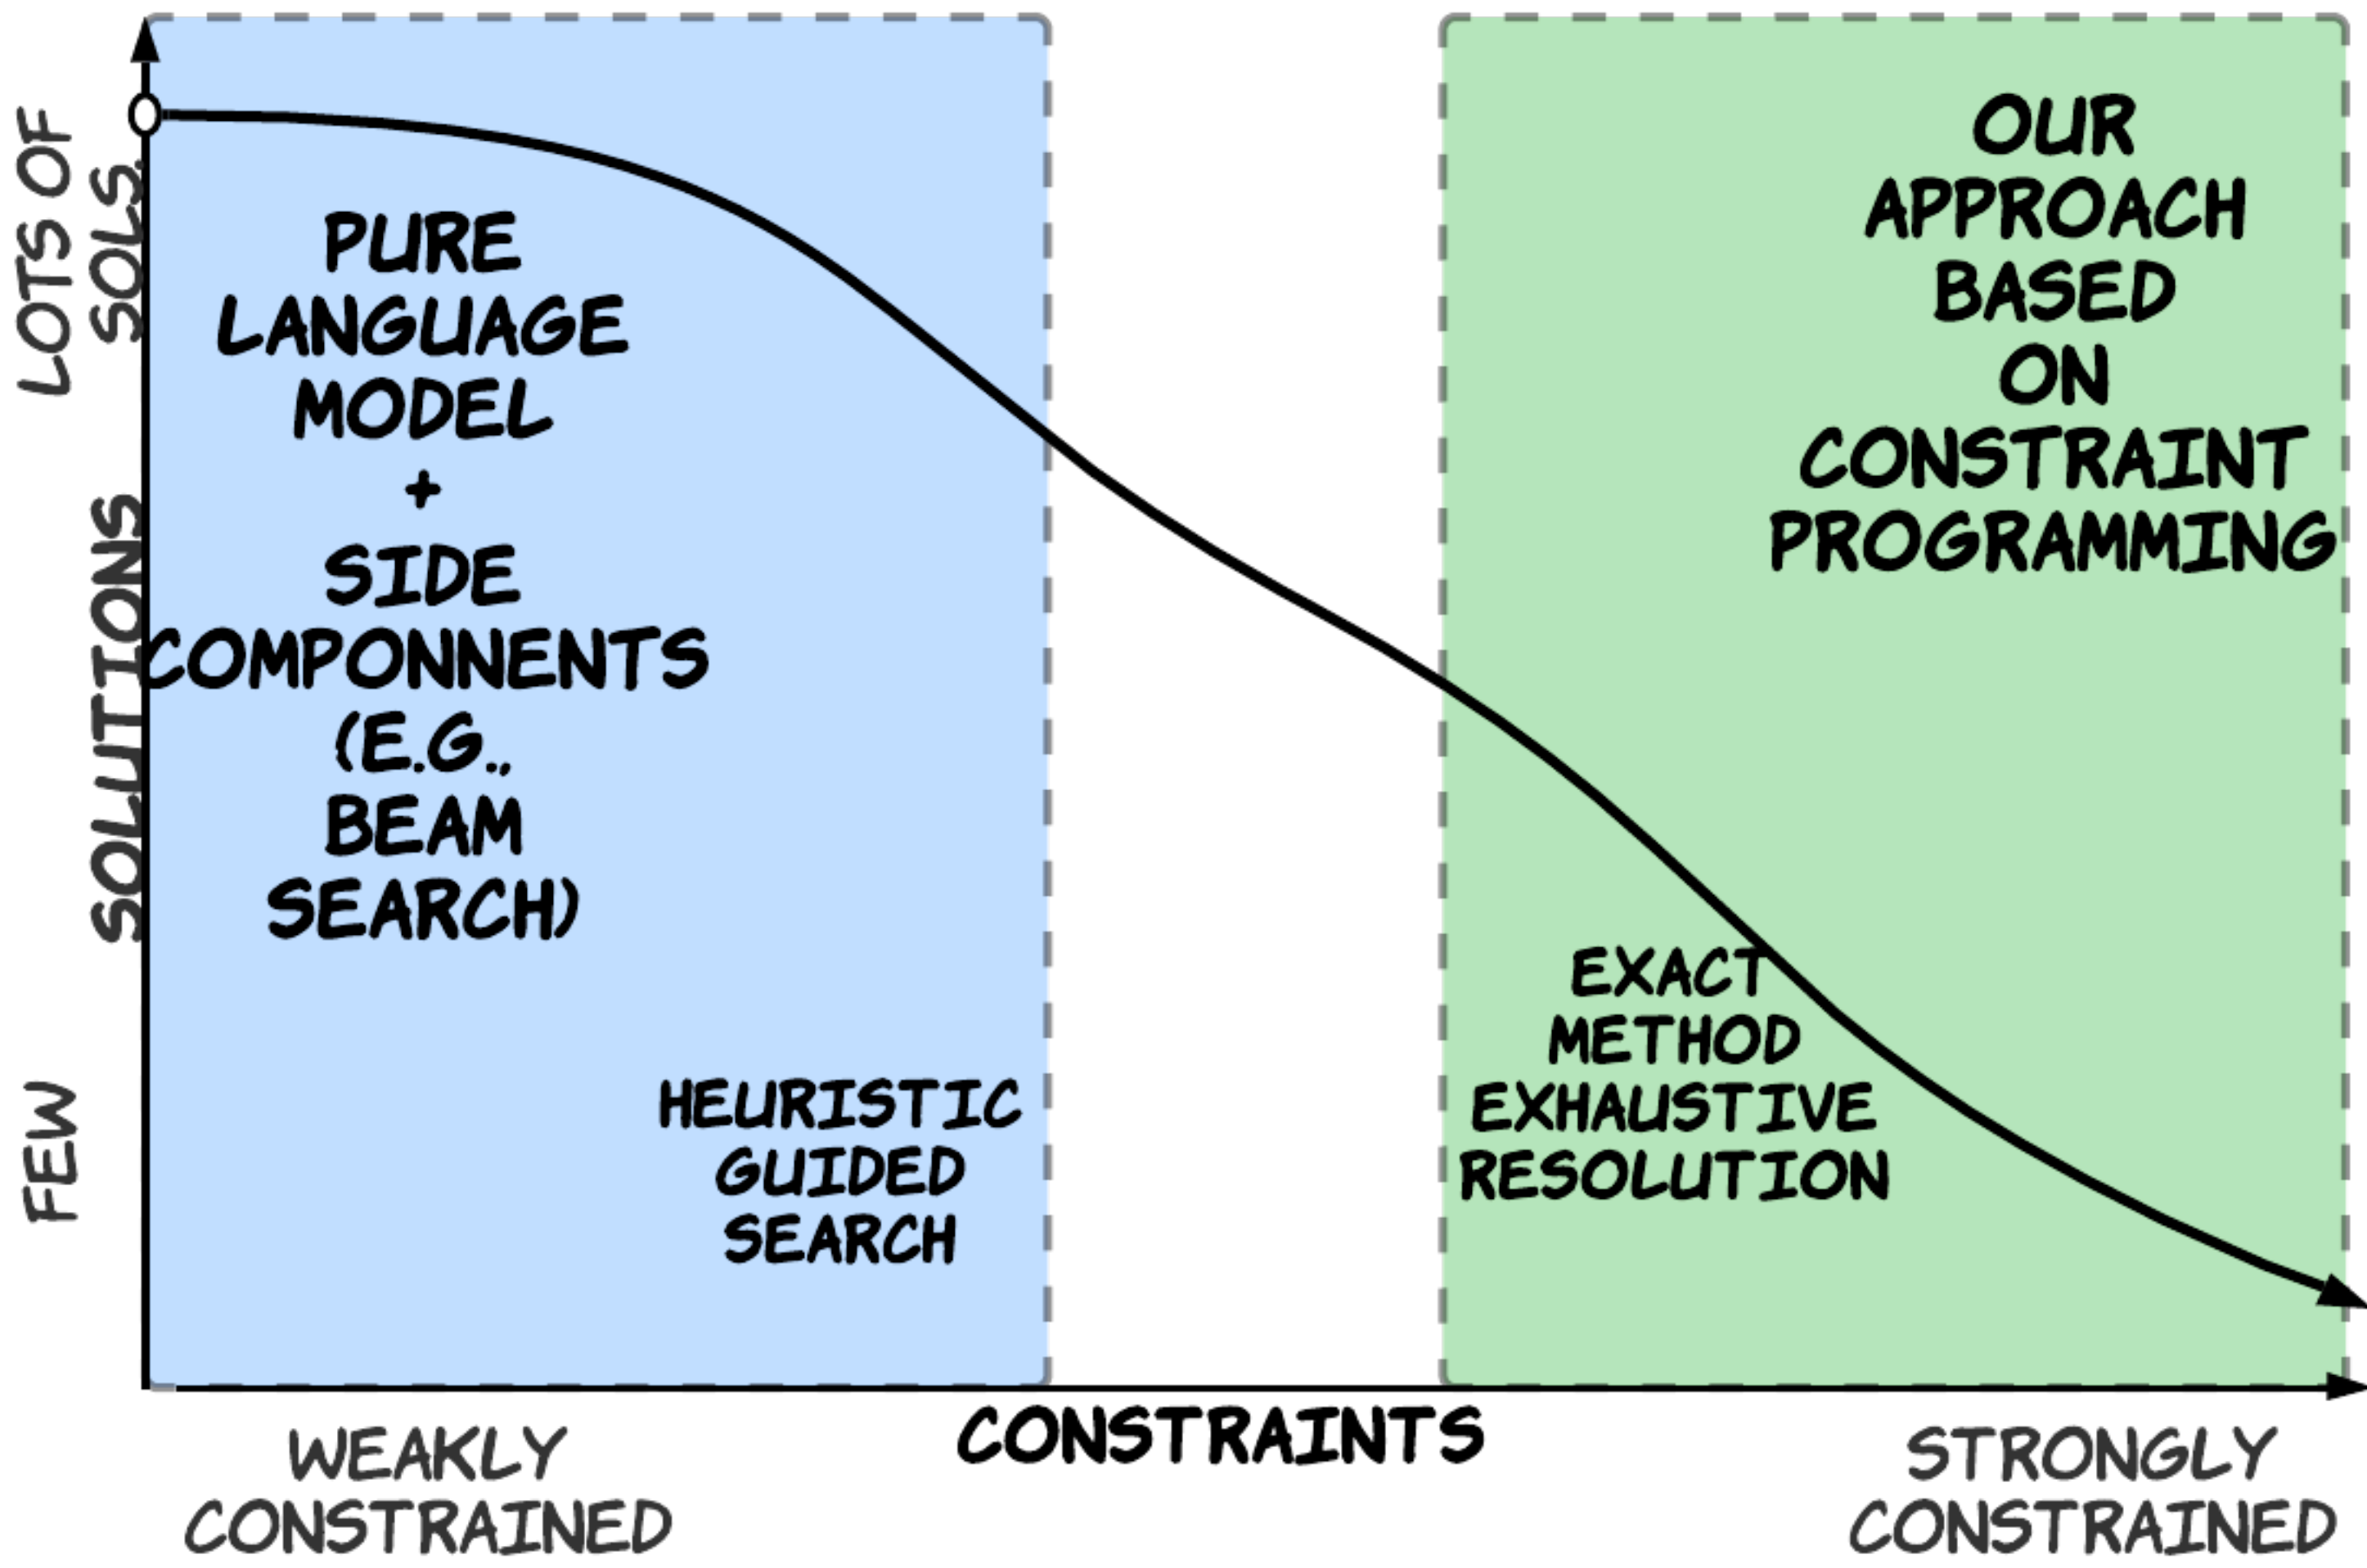 LOTS OF
SOLS.
SOLUTIONS
FEW
PURE
LANGUAGE
MODEL
+
SIDE
COMPONNENTS
(E.G.,
BEAM
SEARCH)
HEURISTIC
GUIDED
SEARCH
OUR
APPROACH
BASED
ON
CONSTRAINT
PROGRAMMING
EXACT
METHOD
EXHAUSTIVE
RESOLUTION
CONSTRAINTS
WEAKLY
CONSTRAINED
STRONGLY
CONSTRAINED